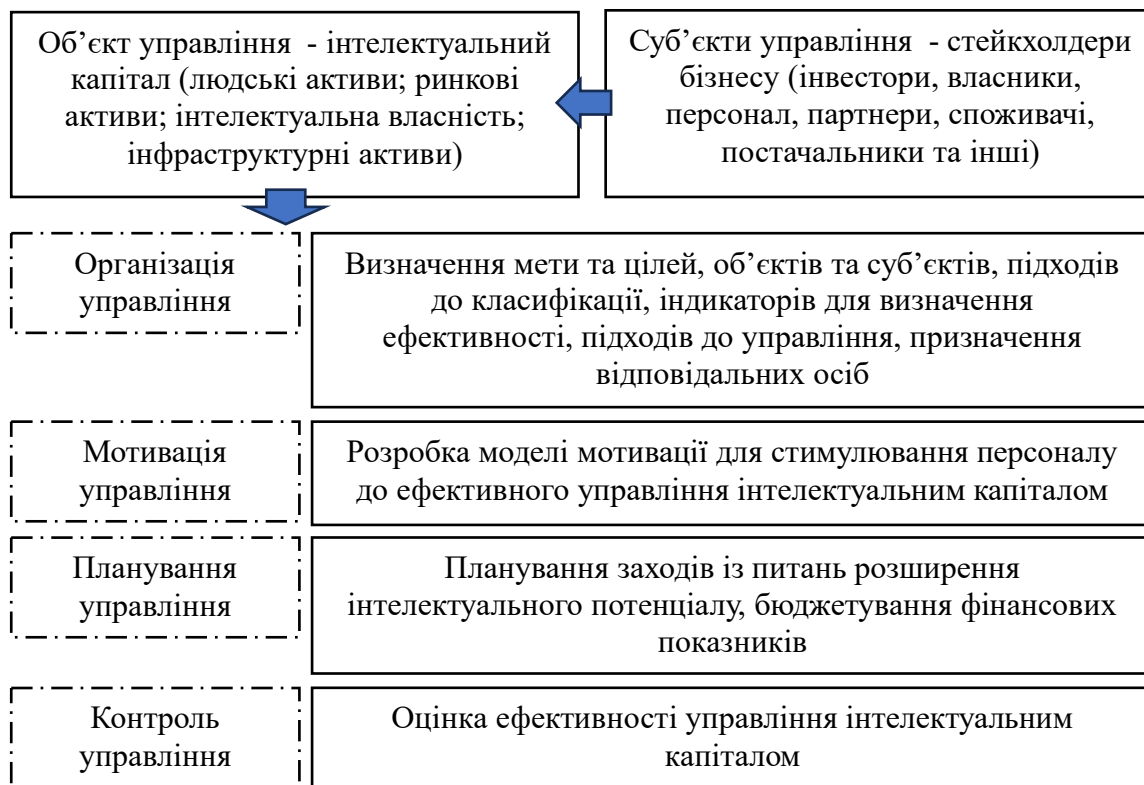 Об’єкт управління - інтелектуальний
капітал (людські активи; ринкові
активи; інтелектуальна власність;
інфраструктурні активи)
Суб’єкти управління - стейкхолдери
бізнесу (інвестори, власники,
персонал, партнери, споживачі,
постачальники та інші)
Організація
управління
Визначення мети та цілей, об’єктів та суб’єктів, підходів
до класифікації, індикаторів для визначення
ефективності, підходів до управління, призначення
відповідальних осіб
Мотивація
управління
Розробка моделі мотивації для стимулювання персоналу
до ефективного управління інтелектуальним капіталом
Планування
управління
Планування заходів із питань розширення
інтелектуального потенціалу, бюджетування фінансових
показників
Контроль
управління
Оцінка ефективності управління інтелектуальним
капіталом